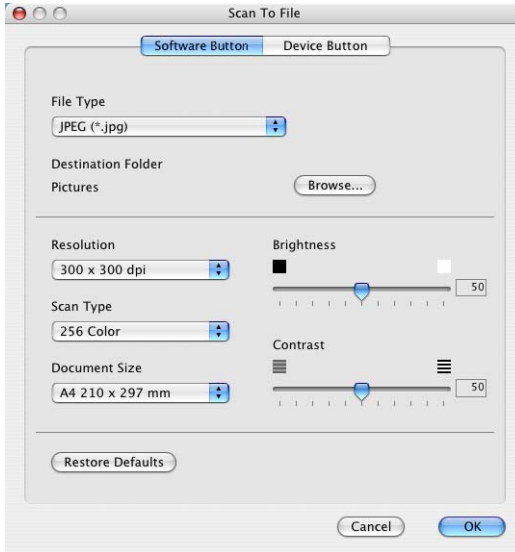 Scan To File
Software Button Device Button
File Type
JPEG (*.jpg)
Destination Folder
Pictures Browse...
Resolution Brightness
300 x 300 dpi
50
Scan Type
256 Color
Contrast
Document Size
A4 210 x 297 mm 50
Restore Defaults
Cancel OK